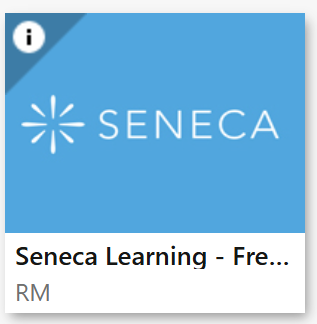 i
SENECA
Seneca Learning - Fre...
RM